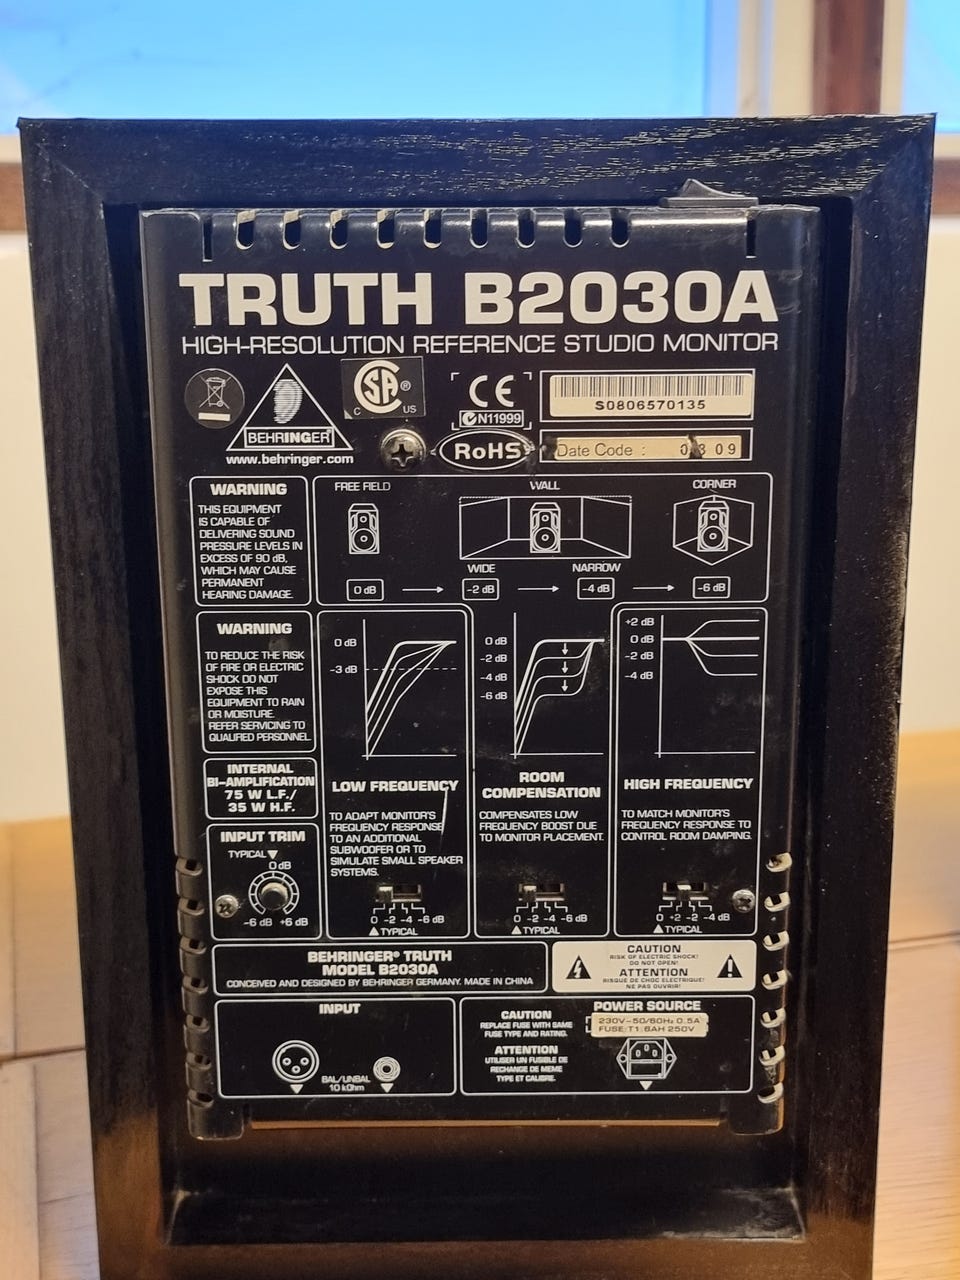 TRUTH B2030A
HIGH-RESOLUTION REFERENCE STUDIO MONITOR
BEHRINGER
www.behringer.com
SA®
C US
CE
N11999
RoHS
S0806570135
Date Code : 09
WARNING
THIS EQUIPMENT
IS CAPABLE OF
DELIVERING SOUND
PRESSURE LEVELS IN
EXCESS OF 90 dB,
WHICH MAY CAUSE
PERMANENT
HEARING DAMAGE.
FREE FIELD
WALL
CORNER
WIDE
NARROW
0 dB
-2 dB
-4 dB
-6 dB
WARNING
TO REDUCE THE RISK
OF FIRE OR ELECTRIC
SHOCK DO NOT
EXPOSE THIS
EQUIPMENT TO RAIN
OR MOISTURE.
REFER SERVICING TO
QUALIFIED PERSONNEL.
INTERNAL
BI-AMPLIFICATION
75 W L.F./
35 W H.F.
INPUT TRIM
TYPICAL
0 dB
-6 dB +6 dB
0 dB
-3 dB
LOW FREQUENCY
TO ADAPT MONITOR'S
FREQUENCY RESPONSE
TO AN ADDITIONAL
SUBWOOFER OR TO
SIMULATE SMALL SPEAKER
SYSTEMS.
0 -2 -4 -6 dB
TYPICAL
0 dB
-2 dB
-4 dB
-6 dB
ROOM
COMPENSATION
COMPENSATES LOW
FREQUENCY BOOST DUE
TO MONITOR PLACEMENT.
0 -2 -4 -6 dB
TYPICAL
+2 dB
0 dB
-2 dB
-4 dB
HIGH FREQUENCY
TO MATCH MONITOR'S
FREQUENCY RESPONSE TO
CONTROL ROOM DAMPING.
0 +2 -2 -4 dB
TYPICAL
BEHRINGER® TRUTH
MODEL B2030A
CONCEIVED AND DESIGNED BY BEHRINGER GERMANY. MADE IN CHINA
CAUTION
RISK OF ELECTRIC SHOCK!
DO NOT OPEN!
ATTENTION
RISQUE DE CHOC ELECTRIQUE!
NE PAS OUVRIR!
INPUT
BAL/UNBAL
10 kOhm
CAUTION
REPLACE FUSE WITH SAME
FUSE TYPE AND RATING.
ATTENTION
UTILISER UN FUSIBLE DE
RECHANGE DE MEME
TYPE ET CALIBRE.
POWER SOURCE
230V~50/60Hz 0.5A
FUSE:T1.6AH 250V